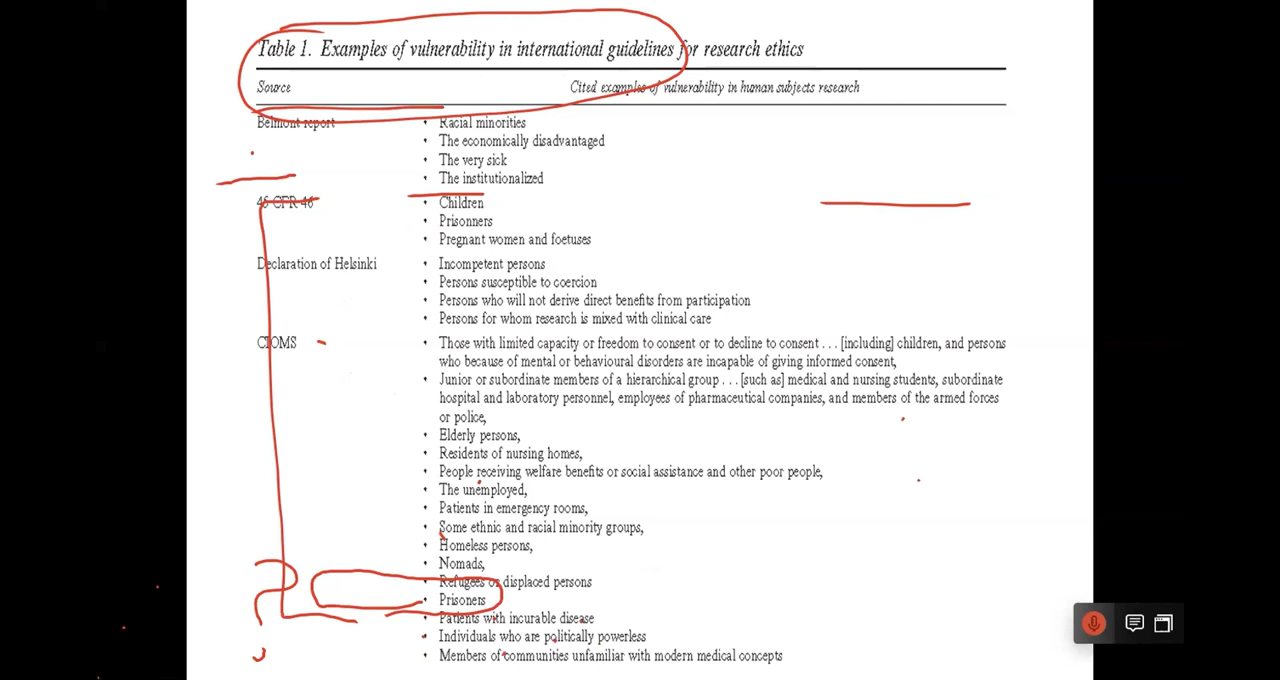 Table 1. Examples of vulnerability in international guidelines for research ethics
Source Cited examples of vulnerability in human subjects research
Belmont report • Racial minorities
• The economically disadvantaged
• The very sick
• The institutionalized
45 CFR 46 • Children
• Prisonners
• Pregnant women and foetuses
Declaration of Helsinki • Incompetent persons
• Persons susceptible to coercion
• Persons who will not derive direct benefits from participation
• Persons for whom research is mixed with clinical care
CIOMS • Those with limited capacity or freedom to consent or to decline to consent . . . [including] children, and persons
who because of mental or behavioural disorders are incapable of giving informed consent,
• Junior or subordinate members of a hierarchical group . . . [such as] medical and nursing students, subordinate
hospital and laboratory personnel, employees of pharmaceutical companies, and members of the armed forces
or police,
• Elderly persons,
• Residents of nursing homes,
• People receiving welfare benefits or social assistance and other poor people,
• The unemployed,
• Patients in emergency rooms,
• Some ethnic and racial minority groups,
• Homeless persons,
• Nomads,
• Refugees or displaced persons
• Prisoners
• Patients with incurable disease
• Individuals who are politically powerless
• Members of communities unfamiliar with modern medical concepts